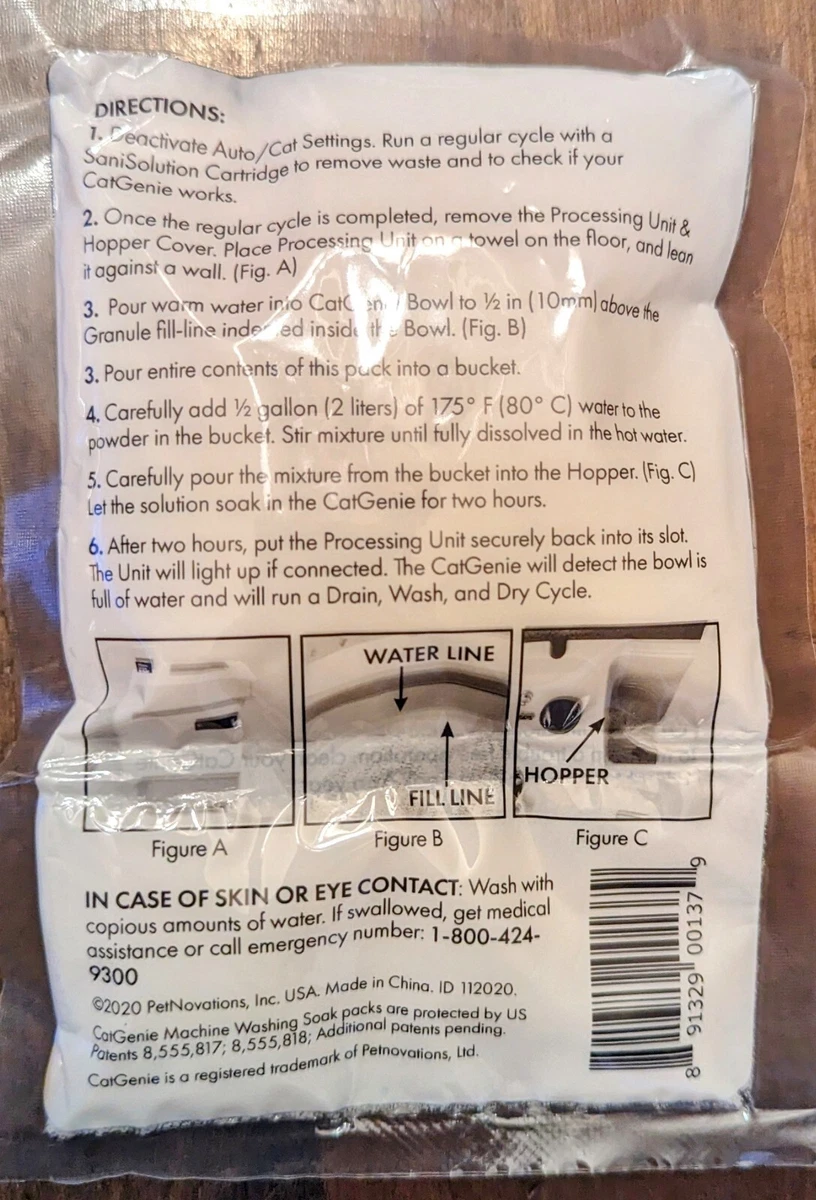 DIRECTIONS:
1. Deactivate Auto/Cat Settings. Run a regular cycle with a
SaniSolution Cartridge to remove waste and to check if your
CatGenie works.
2. Once the regular cycle is completed, remove the Processing Unit &
Hopper Cover. Place Processing Unit on a towel on the floor, and lean
it against a wall. (Fig. A)
3. Pour warm water into CatGenie Bowl to ½ in (10mm) above the
Granule fill-line indented inside the Bowl. (Fig. B)
3. Pour entire contents of this pack into a bucket.
4. Carefully add ½ gallon (2 liters) of 175° F (80° C) water to the
powder in the bucket. Stir mixture until fully dissolved in the hot water.
5. Carefully pour the mixture from the bucket into the Hopper. (Fig. C)
Let the solution soak in the CatGenie for two hours.
6. After two hours, put the Processing Unit securely back into its slot.
The Unit will light up if connected. The CatGenie will detect the bowl is
full of water and will run a Drain, Wash, and Dry Cycle.
WATER LINE
FILL LINE
HOPPER
Figure A
Figure B
Figure C
IN CASE OF SKIN OR EYE CONTACT: Wash with
copious amounts of water. If swallowed, get medical
assistance or call emergency number: 1-800-424-
9300
©2020 PetNovations, Inc. USA. Made in China. ID 112020.
CatGenie Machine Washing Soak packs are protected by US
Patents 8,555,817; 8,555,818; Additional patents pending.
CatGenie is a registered trademark of Petnovations, Ltd.
8 91329 00137 9